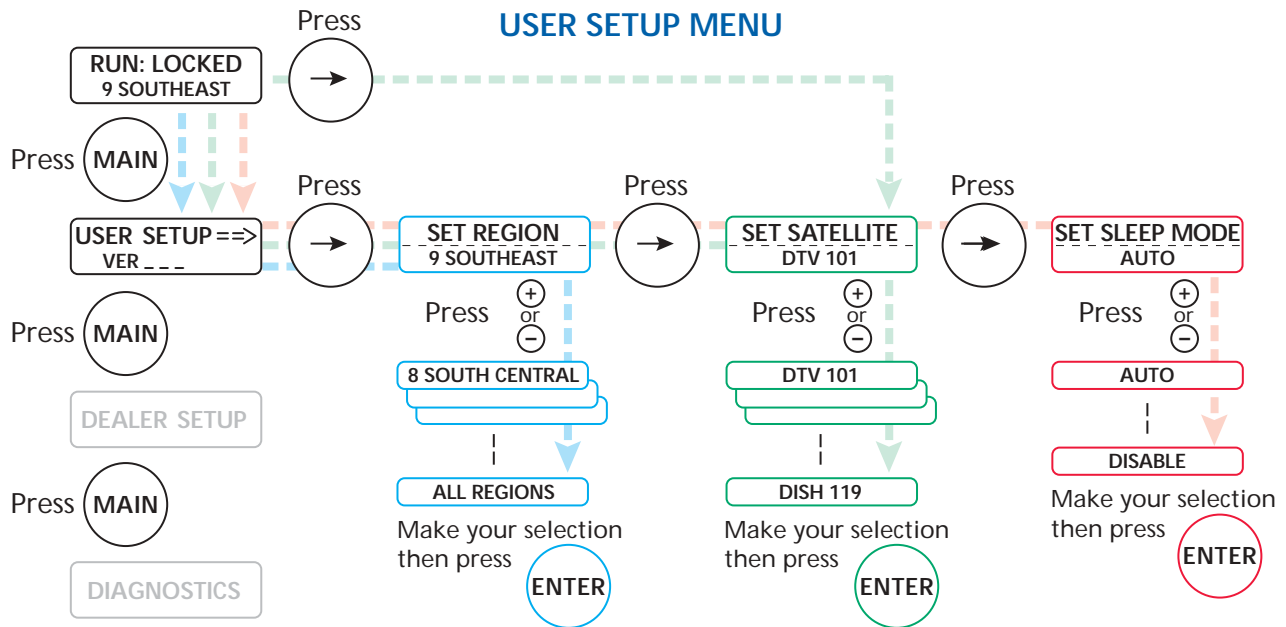 USER SETUP MENU
Press
RUN: LOCKED
9 SOUTHEAST
→
Press
MAIN
Press
Press
Press
USER SETUP ==>
VER _ _ _
→
SET REGION
9 SOUTHEAST
→
SET SATELLITE
DTV 101
→
SET SLEEP MODE
AUTO
Press
+
or
−
Press
+
or
−
Press
+
or
−
Press
MAIN
8 SOUTH CENTRAL
DTV 101
AUTO
DEALER SETUP
DISABLE
ALL REGIONS
DISH 119
Press
MAIN
Make your selection
then press
ENTER
Make your selection
then press
ENTER
Make your selection
then press
ENTER
DIAGNOSTICS